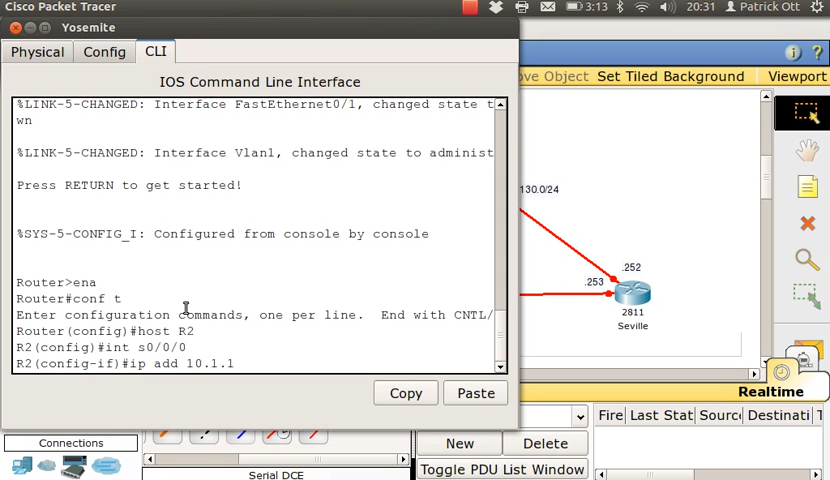 Cisco Packet Tracer
3:13
20:31
Patrick Ott
Yosemite
Physical
Config
CLI
IOS Command Line Interface
%LINK-5-CHANGED: Interface FastEthernet0/1, changed state t
wn
%LINK-5-CHANGED: Interface Vlan1, changed state to administ
Press RETURN to get started!
%SYS-5-CONFIG_I: Configured from console by console
Router>ena
Router#conf t
Enter configuration commands, one per line.  End with CNTL/
Router(config)#host R2
R2(config)#int s0/0/0
R2(config-if)#ip add 10.1.1
Copy
Paste
ove Object
Set Tiled Background
Viewport
130.0/24
.252
.253
2811
Seville
Realtime
Connections
Serial DCE
New
Delete
Toggle PDU List Window
Fire
Last Stat
Source
Destinati